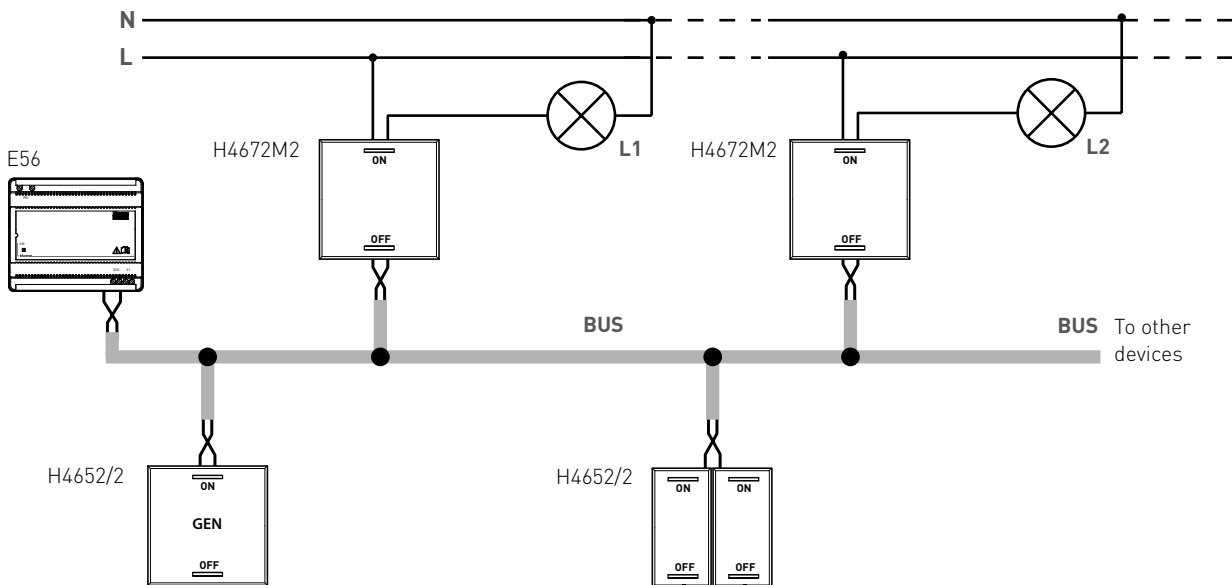 N
L
E56
H4672M2
ON
OFF
L1
H4672M2
ON
OFF
L2
BUS
BUS
To other
devices
H4652/2
ON
GEN
OFF
H4652/2
ON
OFF
ON
OFF